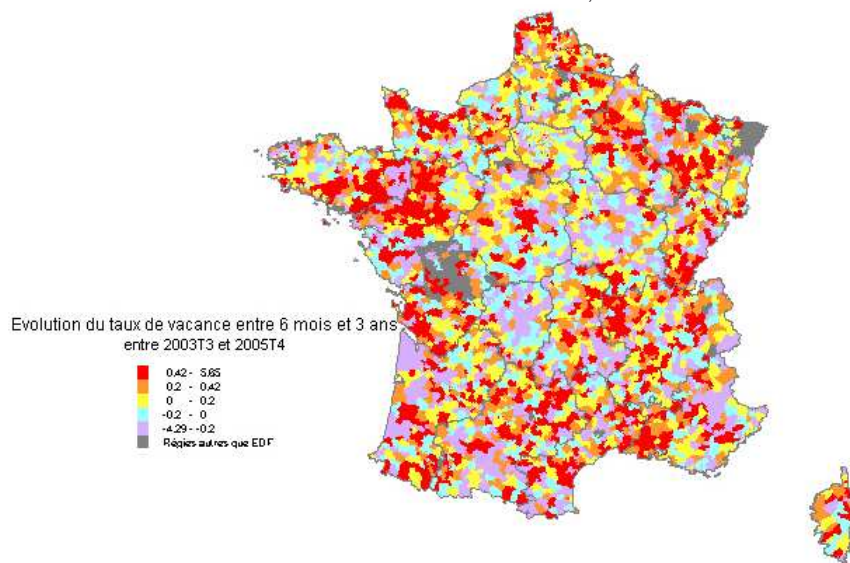 Evolution du taux de vacance entre 6 mois et 3 ans
entre 2003T3 et 2005T4
0.42 - 5.65
0.2 - 0.42
0 - 0.2
-0.2 - 0
-4.29 - -0.2
Régies autres que EDF